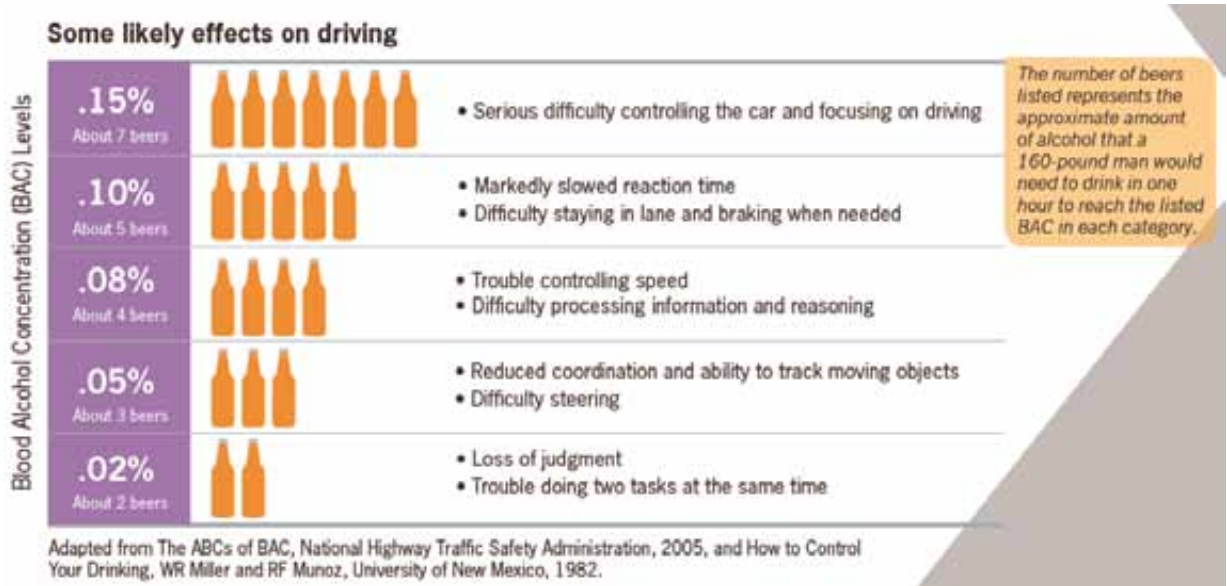 Some likely effects on driving
Blood Alcohol Concentration (BAC) Levels
.15%
About 7 beers
• Serious difficulty controlling the car and focusing on driving
.10%
About 5 beers
• Markedly slowed reaction time
• Difficulty staying in lane and braking when needed
.08%
About 4 beers
• Trouble controlling speed
• Difficulty processing information and reasoning
.05%
About 3 beers
• Reduced coordination and ability to track moving objects
• Difficulty steering
.02%
About 2 beers
• Loss of judgment
• Trouble doing two tasks at the same time
The number of beers
listed represents the
approximate amount
of alcohol that a
160-pound man would
need to drink in one
hour to reach the listed
BAC in each category.
Adapted from The ABCs of BAC, National Highway Traffic Safety Administration, 2005, and How to Control
Your Drinking, WR Miller and RF Munoz, University of New Mexico, 1982.